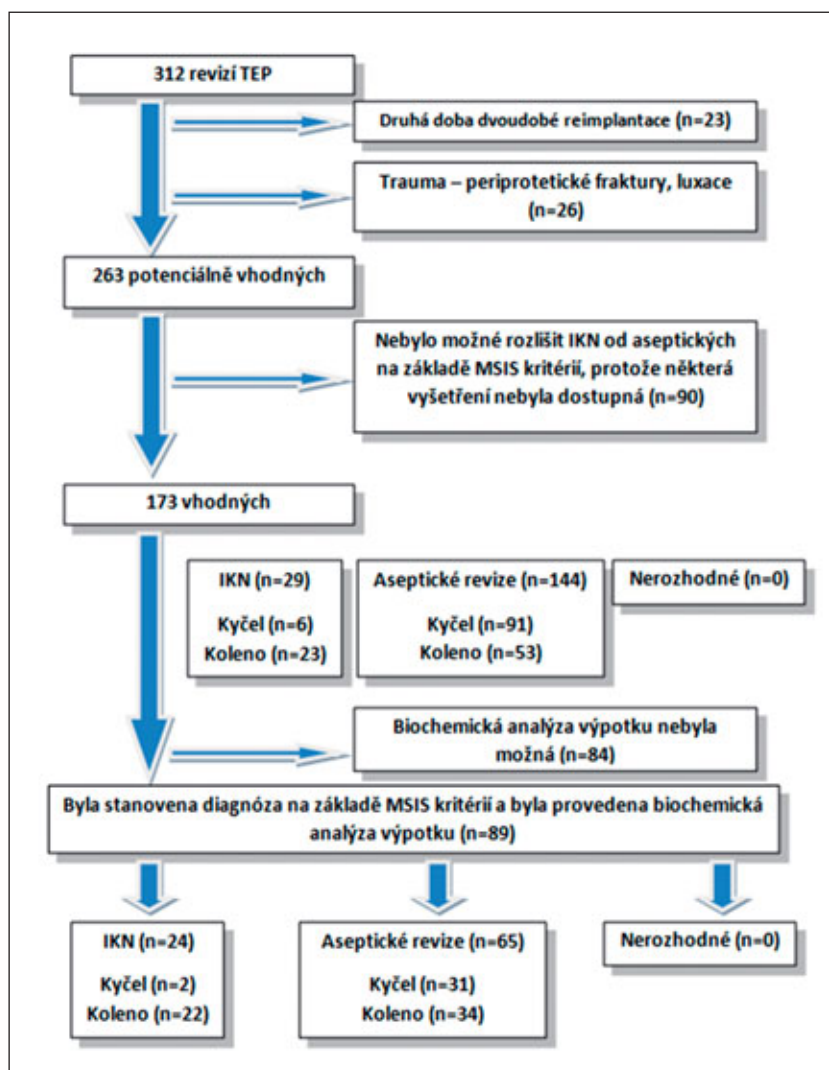 312 revizí TEP
Druhá doba dvoudobé reimplantace (n=23)
Trauma – periprotetické fraktury, luxace
(n=26)
263 potenciálně vhodných
Nebylo možné rozlišit IKN od aseptických
na základě MSIS kritérií, protože některá
vyšetření nebyla dostupná (n=90)
173 vhodných
IKN (n=29)
Kyčel (n=6)
Koleno (n=23)
Aseptické revize (n=144)
Kyčel (n=91)
Koleno (n=53)
Nerozhodné (n=0)
Biochemická analýza výpotku nebyla
možná (n=84)
Byla stanovena diagnóza na základě MSIS kritérií a byla provedena biochemická
analýza výpotku (n=89)
IKN (n=24)
Kyčel (n=2)
Koleno (n=22)
Aseptické revize (n=65)
Kyčel (n=31)
Koleno (n=34)
Nerozhodné (n=0)